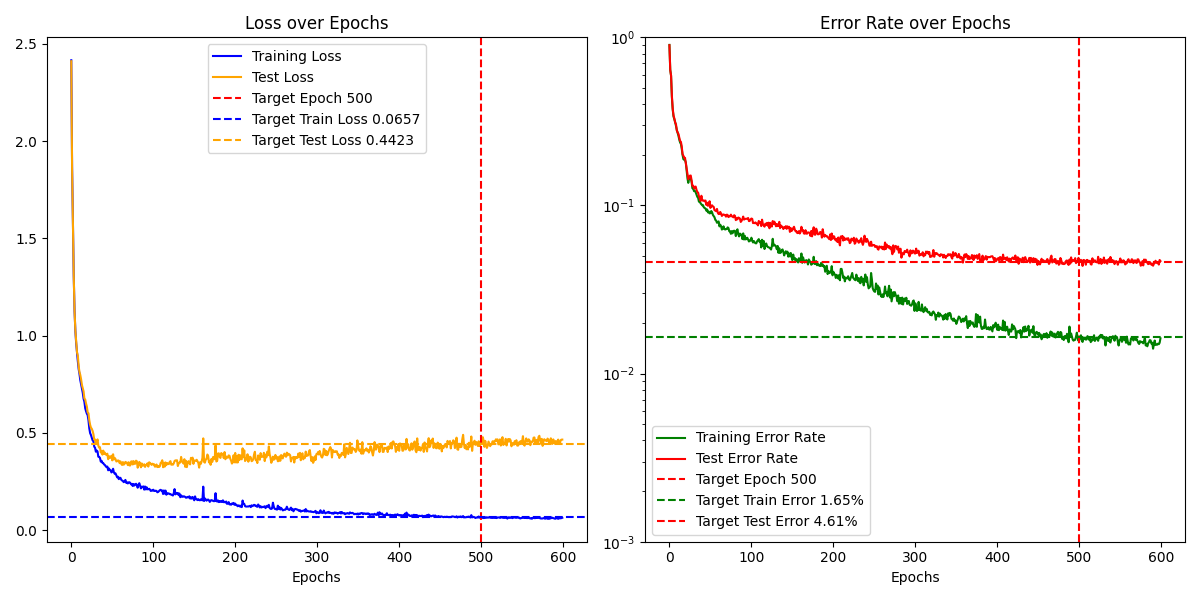 Loss over Epochs
2.5
2.0
1.5
1.0
0.5
0.0
Training Loss
Test Loss
Target Epoch 500
Target Train Loss 0.0657
Target Test Loss 0.4423
0 100 200 300 400 500 600
Epochs
Error Rate over Epochs
10⁰
10⁻¹
10⁻²
10⁻³
Training Error Rate
Test Error Rate
Target Epoch 500
Target Train Error 1.65%
Target Test Error 4.61%
0 100 200 300 400 500 600
Epochs